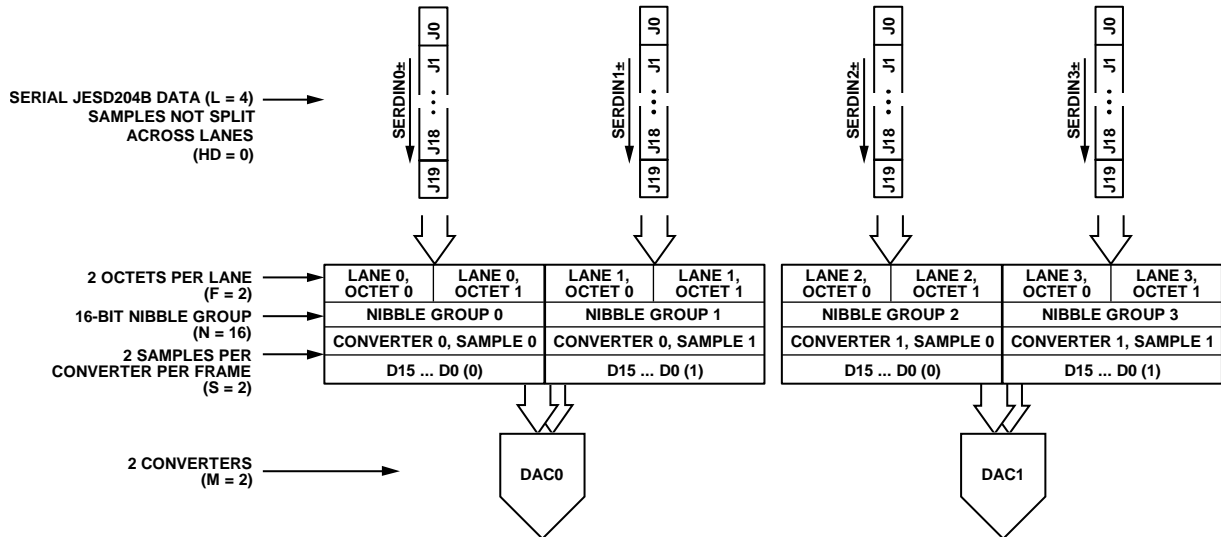 J0
J1
...
J18
J19
SERDIN0±
J0
J1
...
J18
J19
SERDIN1±
J0
J1
...
J18
J19
SERDIN2±
J0
J1
...
J18
J19
SERDIN3±
SERIAL JESD204B DATA (L = 4)
SAMPLES NOT SPLIT
ACROSS LANES
(HD = 0)
2 OCTETS PER LANE
(F = 2)
LANE 0,
OCTET 0
LANE 0,
OCTET 1
LANE 1,
OCTET 0
LANE 1,
OCTET 1
LANE 2,
OCTET 0
LANE 2,
OCTET 1
LANE 3,
OCTET 0
LANE 3,
OCTET 1
16-BIT NIBBLE GROUP
(N = 16)
NIBBLE GROUP 0
NIBBLE GROUP 1
NIBBLE GROUP 2
NIBBLE GROUP 3
2 SAMPLES PER
CONVERTER PER FRAME
(S = 2)
CONVERTER 0, SAMPLE 0
CONVERTER 0, SAMPLE 1
CONVERTER 1, SAMPLE 0
CONVERTER 1, SAMPLE 1
D15 ... D0 (0)
D15 ... D0 (1)
D15 ... D0 (0)
D15 ... D0 (1)
2 CONVERTERS
(M = 2)
DAC0
DAC1